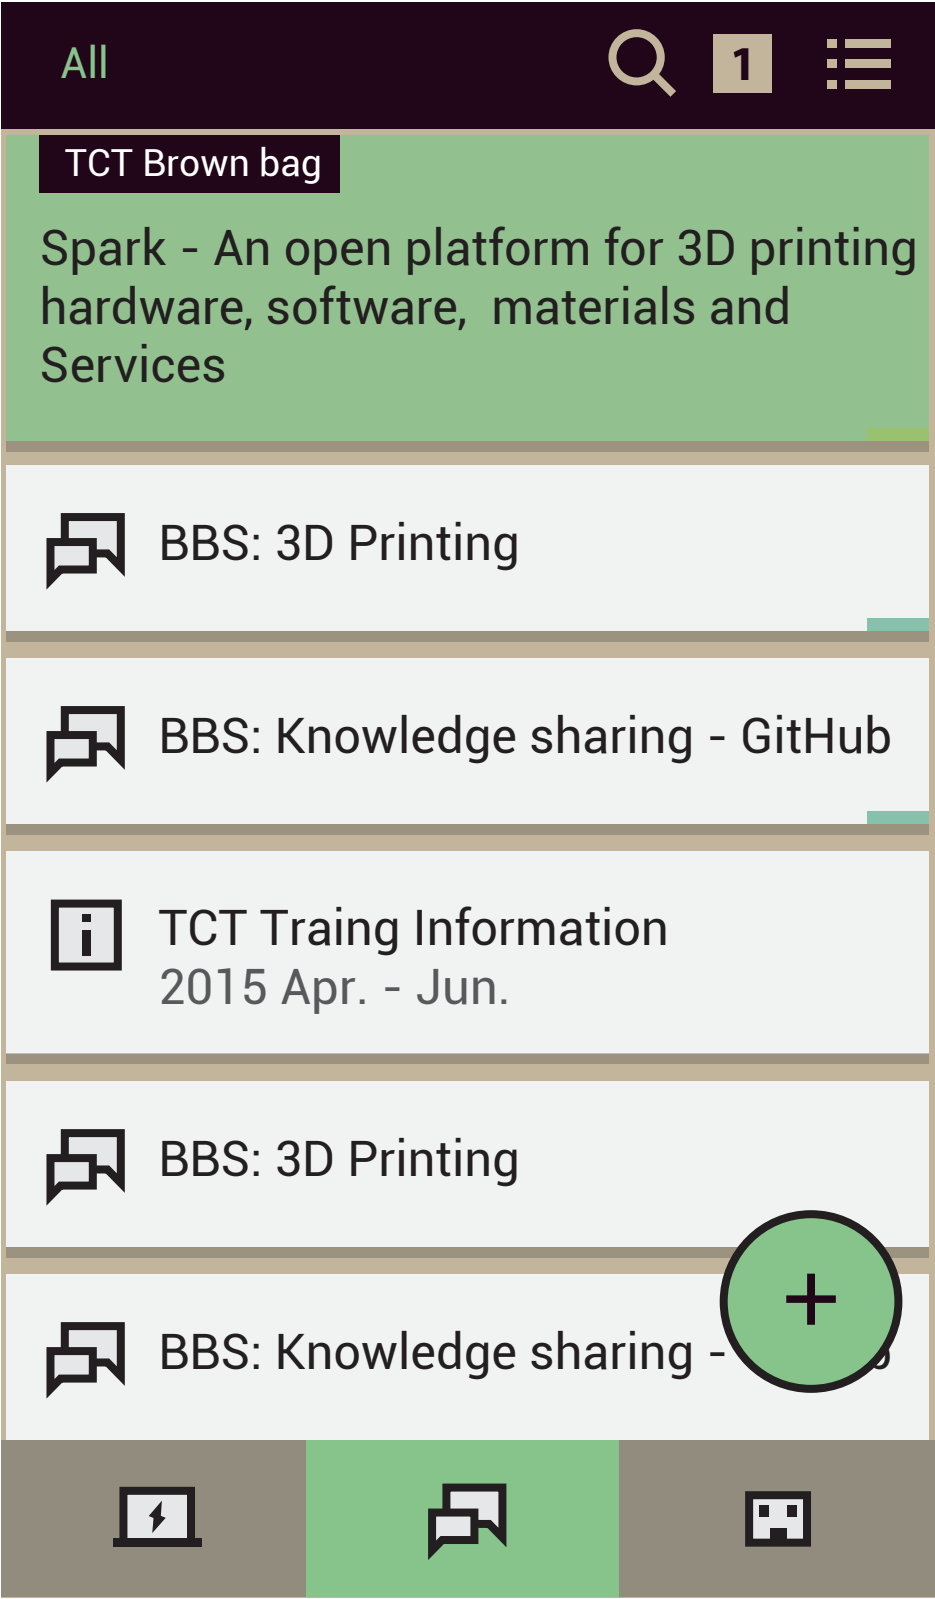 All
1
TCT Brown bag
Spark - An open platform for 3D printing
hardware, software, materials and
Services
BBS: 3D Printing
BBS: Knowledge sharing - GitHub
TCT Traing Information
2015 Apr. - Jun.
BBS: 3D Printing
BBS: Knowledge sharing -
+